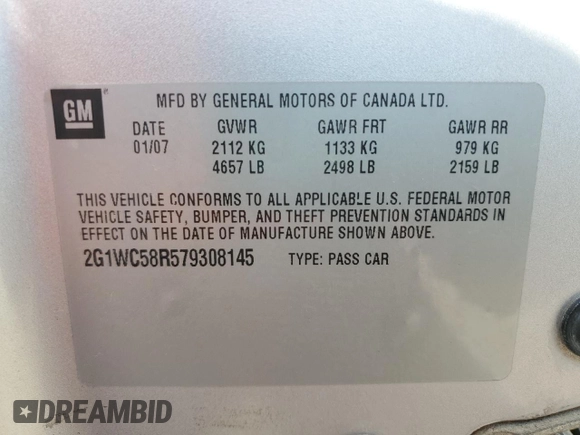 GM
MFD BY GENERAL MOTORS OF CANADA LTD.
DATE GVWR GAWR FRT GAWR RR
01/07 2112 KG 1133 KG 979 KG
4657 LB 2498 LB 2159 LB
THIS VEHICLE CONFORMS TO ALL APPLICABLE U.S. FEDERAL MOTOR
VEHICLE SAFETY, BUMPER, AND THEFT PREVENTION STANDARDS IN
EFFECT ON THE DATE OF MANUFACTURE SHOWN ABOVE.
2G1WC58R579308145 TYPE: PASS CAR
DREAMBID